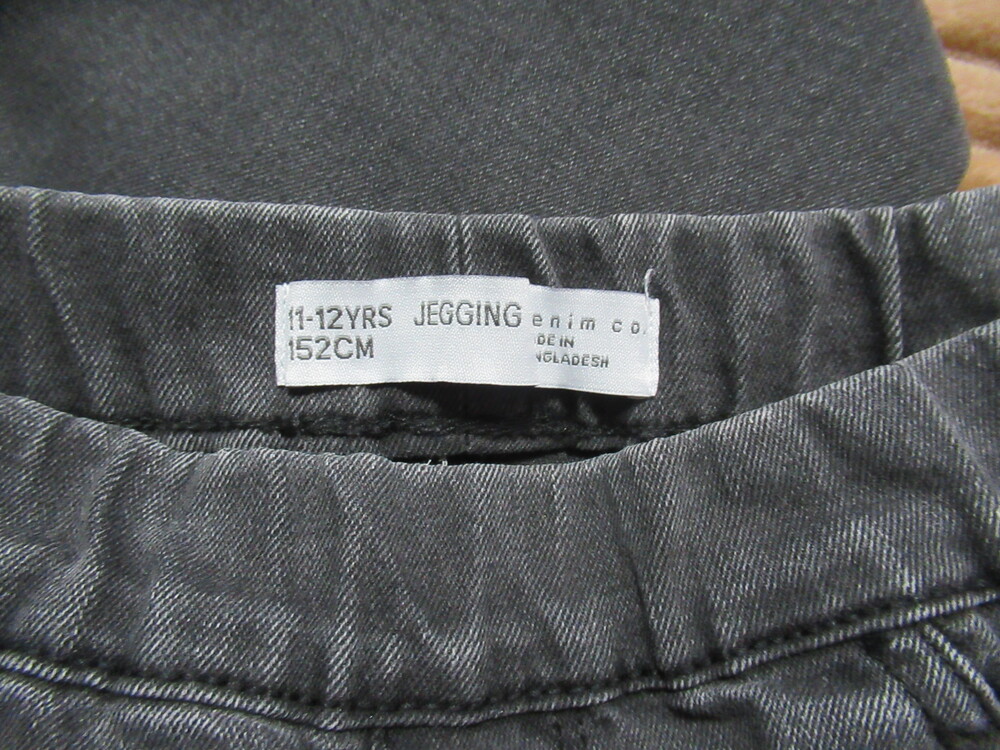 11-12YRS JEGGING
152CM
enim co.
DE IN
NGLADESH